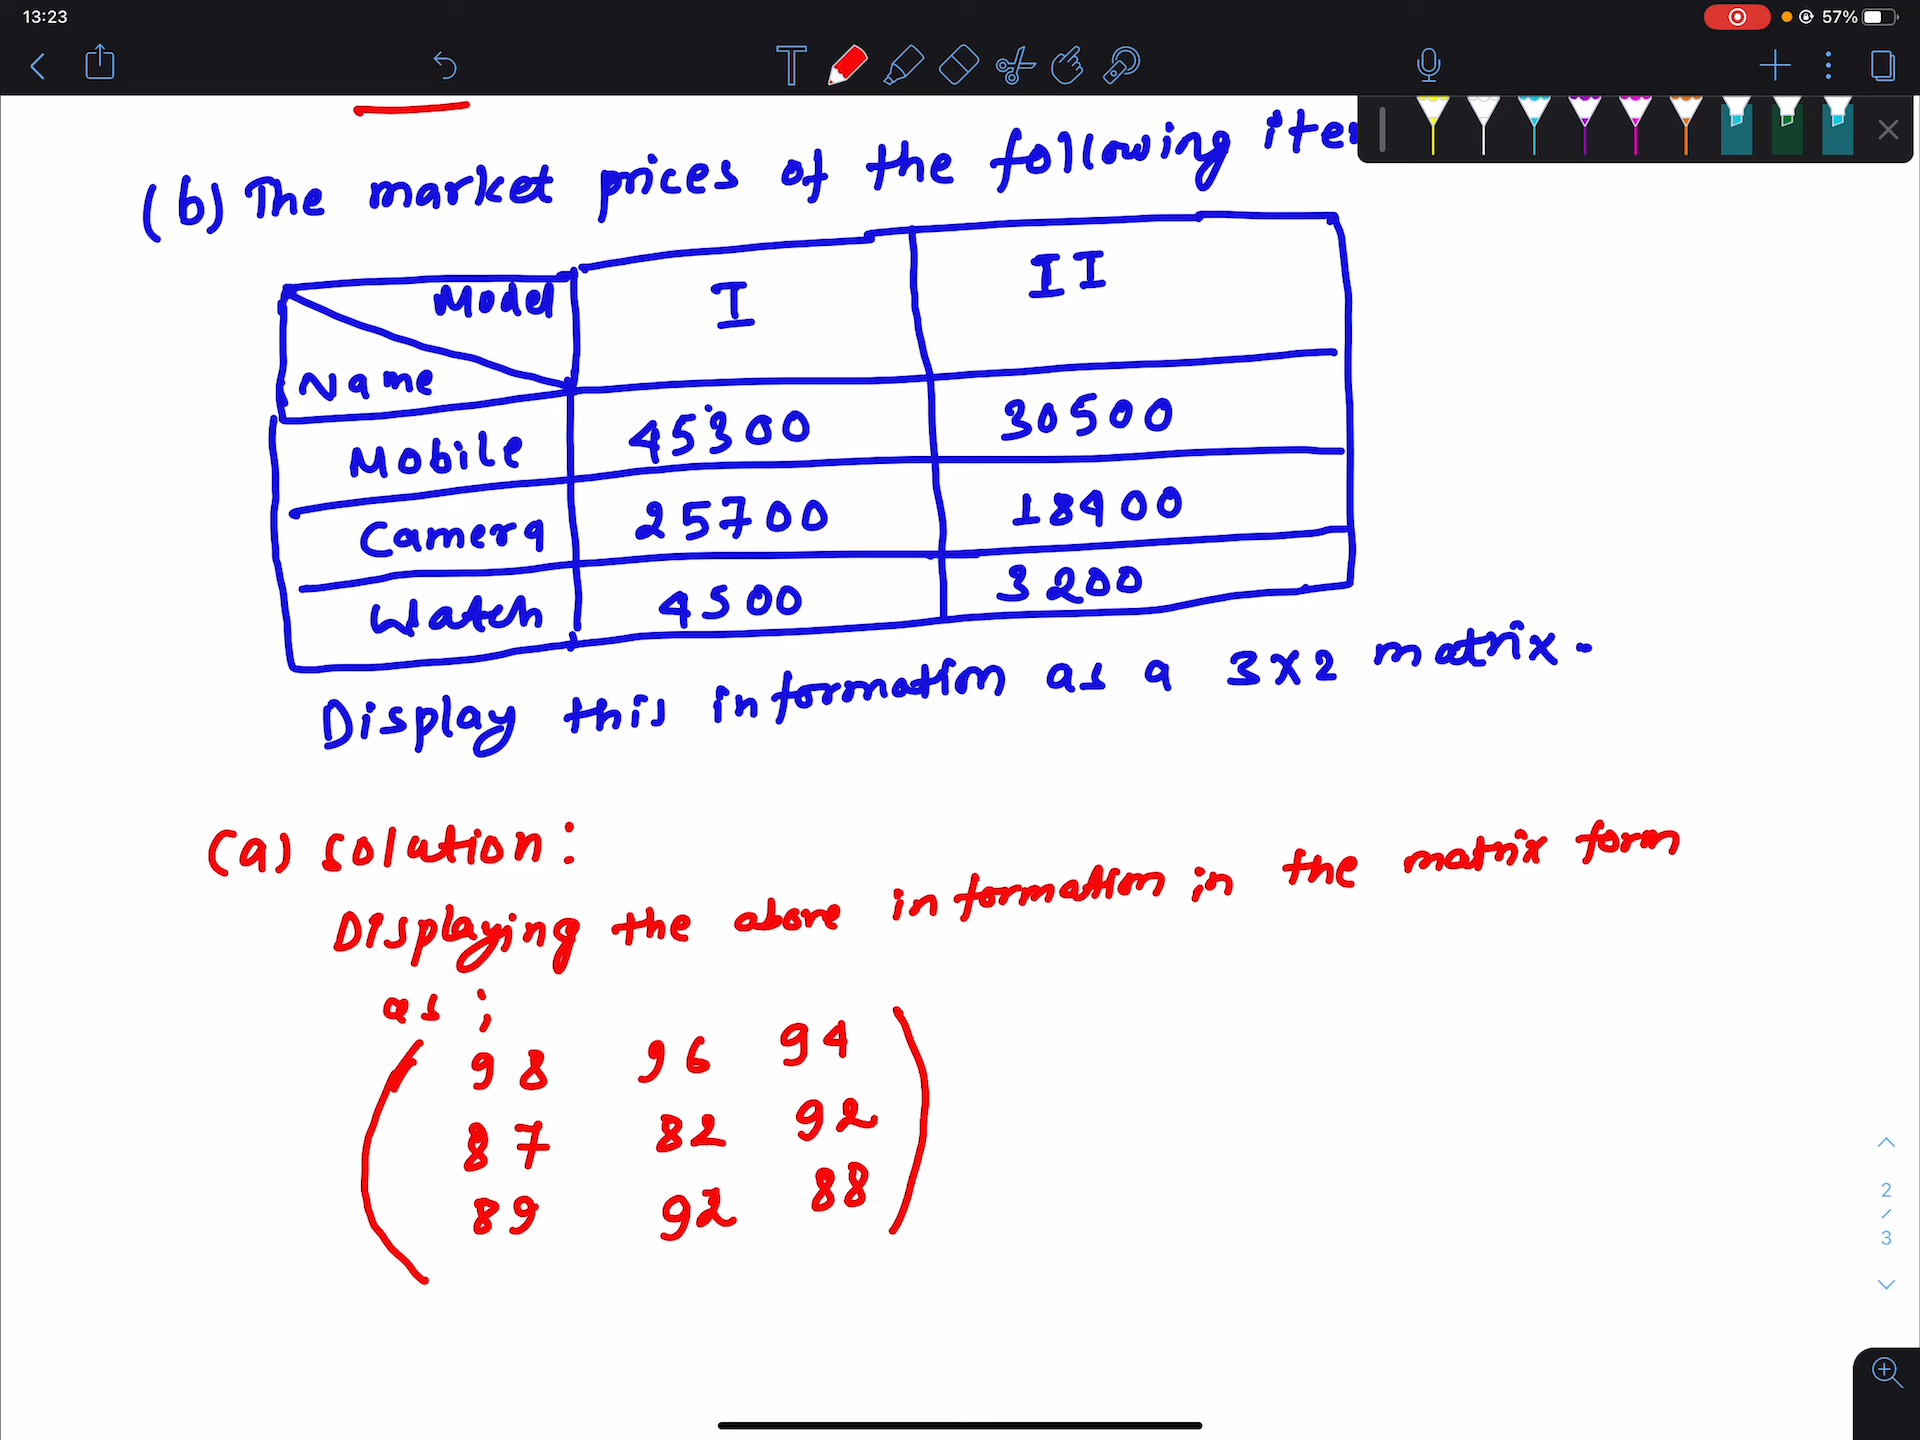 13:23
57%
(b) The market prices of the following
Model
Name
I
II
Mobile 45300 30500
Camera 25700 18400
Watch 4500 3200
Display this information as a 3X2 matrix.
(a) solution:
Displaying the above information in the matrix form
as ;
98 96 94
87 82 92
89 92 88
2
/
3